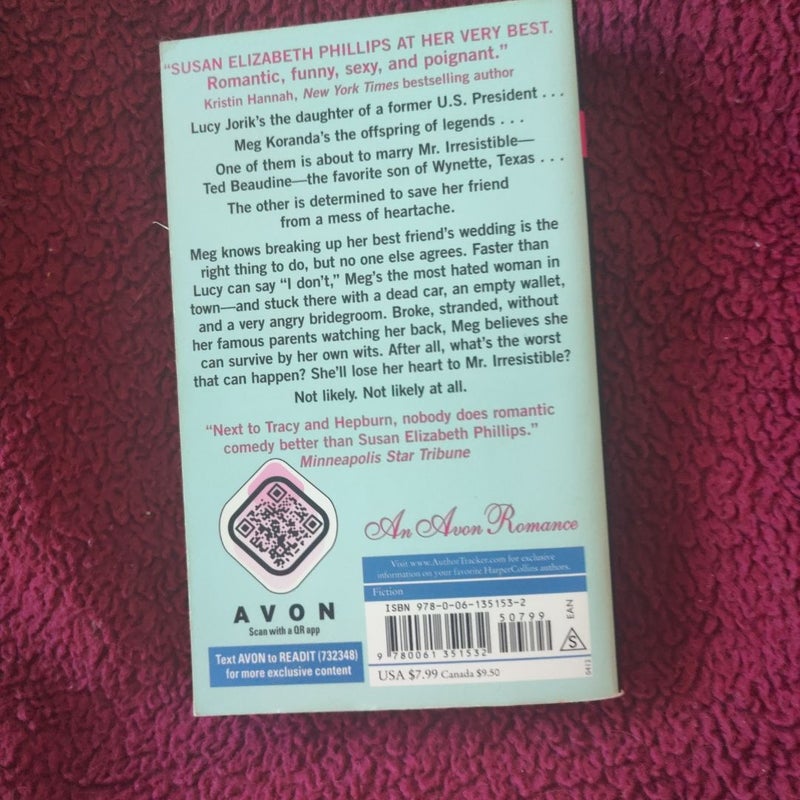 “SUSAN ELIZABETH PHILLIPS AT HER VERY BEST.
Romantic, funny, sexy, and poignant.”
Kristin Hannah, New York Times bestselling author
Lucy Jorik's the daughter of a former U.S. President . . .
Meg Koranda's the offspring of legends . . .
One of them is about to marry Mr. Irresistible—
Ted Beaudine—the favorite son of Wynette, Texas . . .
The other is determined to save her friend
from a mess of heartache.
Meg knows breaking up her best friend's wedding is the
right thing to do, but no one else agrees. Faster than
Lucy can say “I don't,” Meg's the most hated woman in
town—and stuck there with a dead car, an empty wallet,
and a very angry bridegroom. Broke, stranded, without
her famous parents watching her back, Meg believes she
can survive by her own wits. After all, what's the worst
that can happen? She'll lose her heart to Mr. Irresistible?
Not likely. Not likely at all.
“Next to Tracy and Hepburn, nobody does romantic
comedy better than Susan Elizabeth Phillips.”
Minneapolis Star Tribune
An Avon Romance
AVON
Scan with a QR app
Text AVON to READIT (732348)
for more exclusive content
Visit www.AuthorTracker.com for exclusive
information on your favorite HarperCollins authors.
Fiction
ISBN 978-0-06-135153-2
50799
EAN
9 780061 351532
S
USA $7.99 Canada $9.50